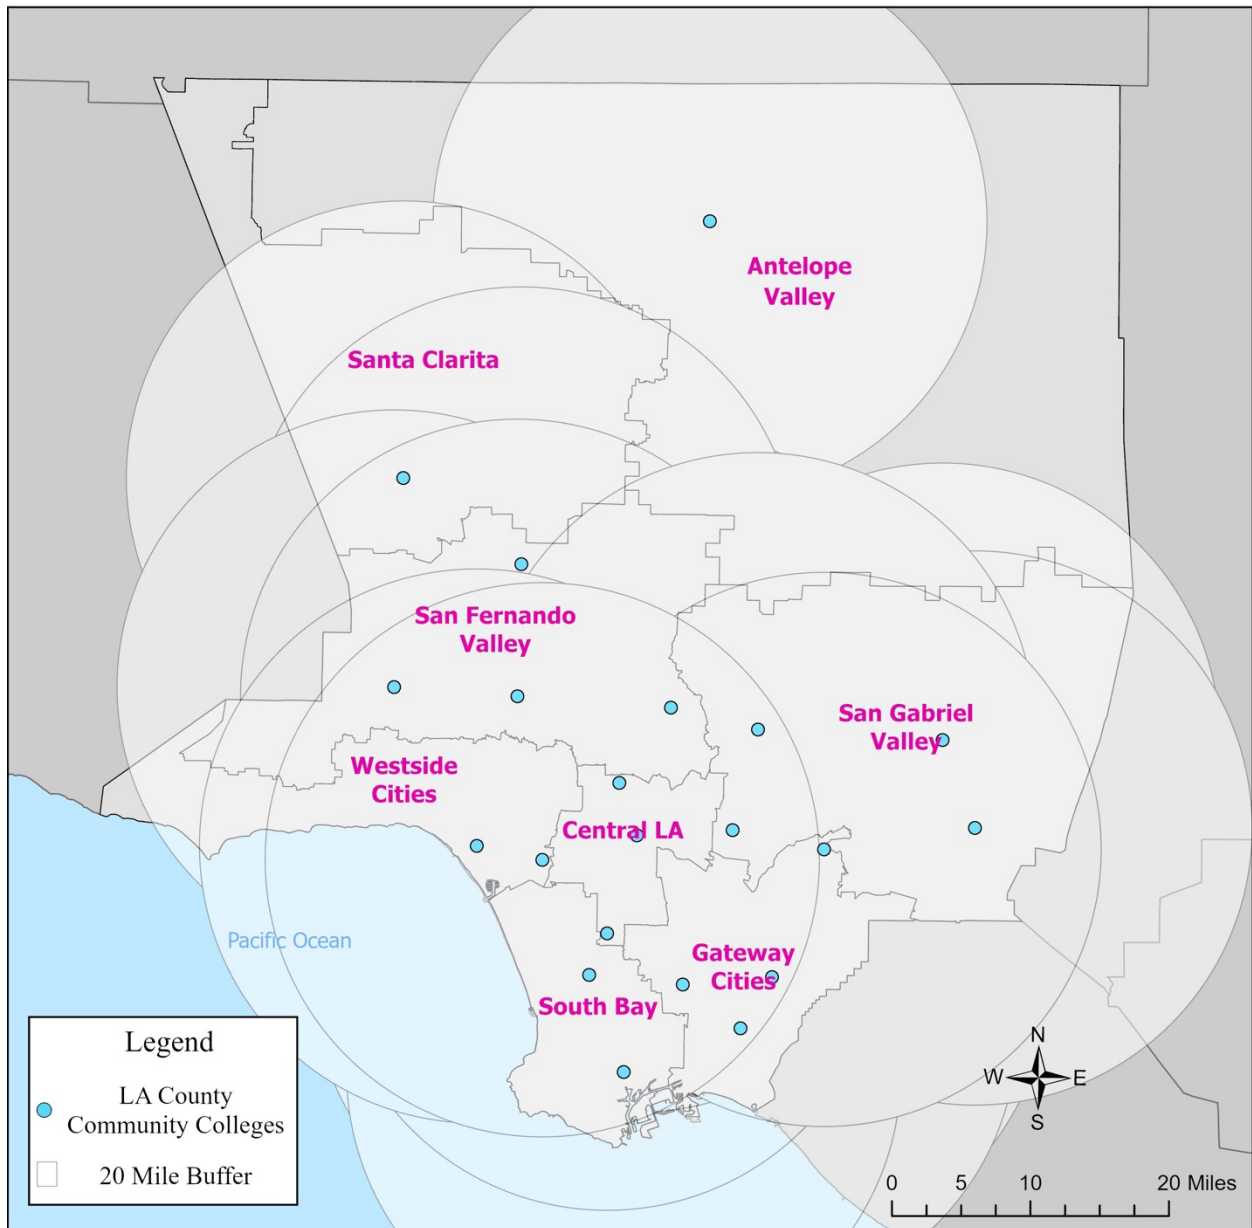 Antelope
Valley
Santa Clarita
San Fernando
Valley
San Gabriel
Valley
Westside
Cities
Central LA
Pacific Ocean
Gateway
Cities
South Bay
Legend
LA County
Community Colleges
20 Mile Buffer
N
W E
S
0 5 10 20 Miles